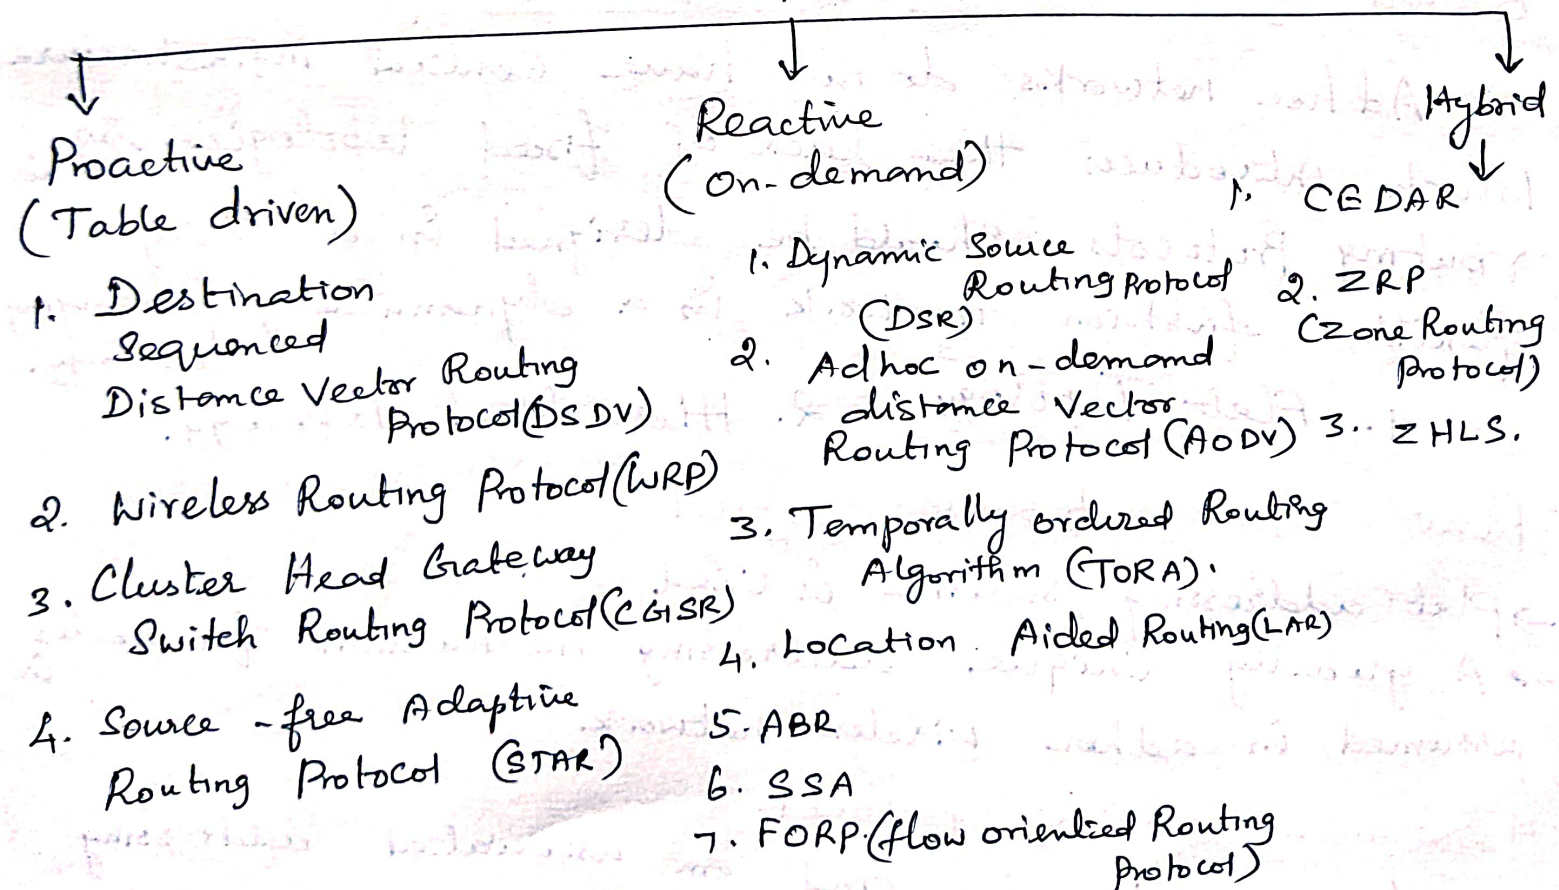 Proactive
(Table driven)
1. Destination
Sequenced
Distance Vector Routing
Protocol (DSDV)
2. Wireless Routing Protocol (WRP)
3. Cluster Head Gateway
Switch Routing Protocol (CGSR)
4. Source - free Adaptive
Routing Protocol (STAR)
Reactive
(on-demand)
1. Dynamic Source
Routing Protocol
(DSR)
2. Adhoc on-demand
distance Vector
Routing Protocol (AODV)
3. Temporally ordered Routing
Algorithm (TORA).
4. Location Aided Routing (LAR)
5. ABR
6. SSA
7. FORP. (flow oriented Routing
Protocol)
Hybrid
1. CEDAR
2. ZRP
(Zone Routing
Protocol)
3. ZHLS.